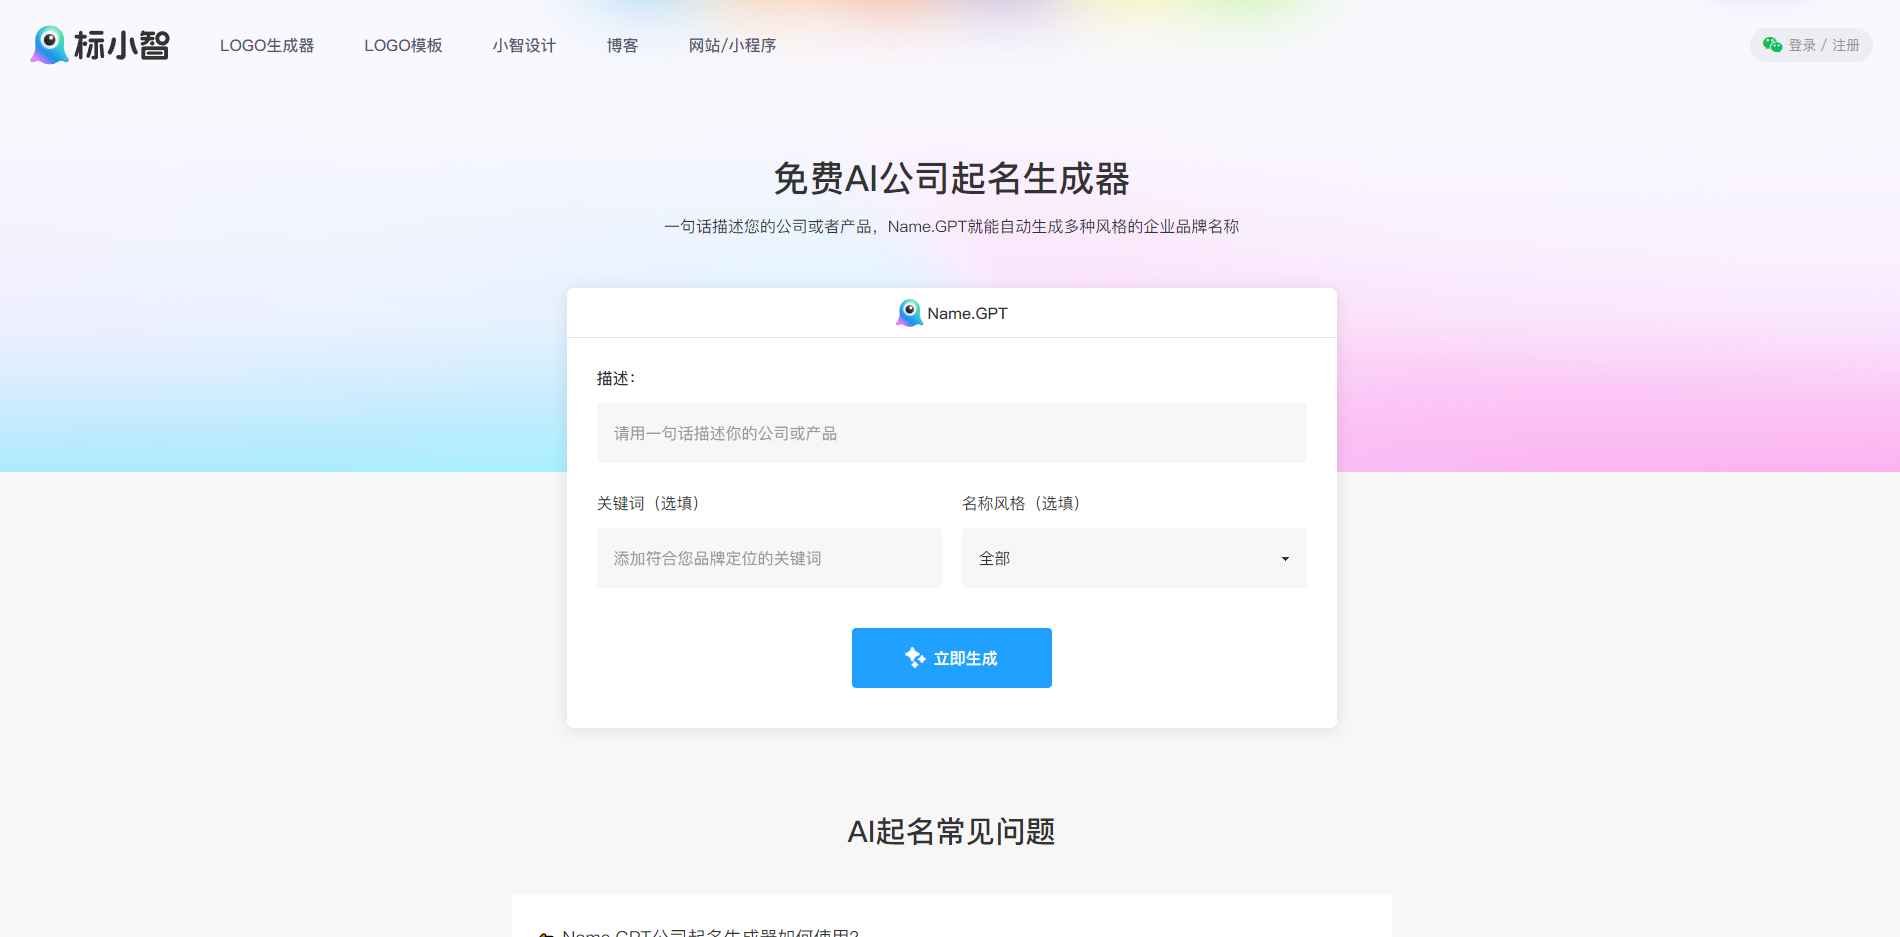 标小智
LOGO生成器
LOGO模板
小智设计
博客
网站/小程序
登录 / 注册
免费AI公司起名生成器
一句话描述您的公司或者产品，Name.GPT就能自动生成多种风格的企业品牌名称
Name.GPT
描述：
请用一句话描述你的公司或产品
关键词（选填）
名称风格（选填）
添加符合您品牌定位的关键词
全部
立即生成
AI起名常见问题
Name.GPT公司起名生成器如何使用?